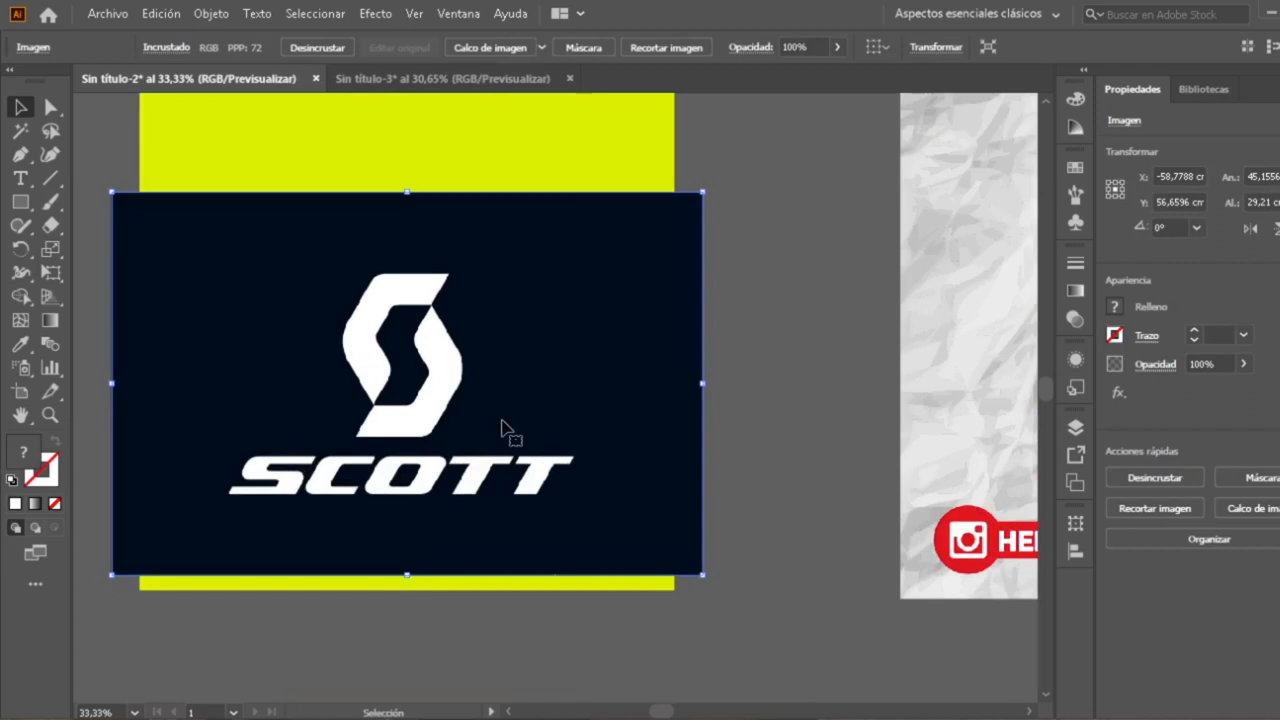 Ai
Archivo Edición Objeto Texto Seleccionar Efecto Ver Ventana Ayuda
Aspectos esenciales clásicos
Buscar en Adobe Stock
Imagen Incrustado RGB PPP: 72 Desincrustar Editar original Calco de imagen Máscara Recortar imagen Opacidad: 100% Transformar
Sin título-2* al 33,33% (RGB/Previsualizar) × Sin título-3* al 30,65% (RGB/Previsualizar) ×
Propiedades Bibliotecas
Imagen
Transformar
X: -58,7788 cr An.: 45,1556
Y: 56,6596 cm Al.: 29,21 c
0°
Apariencia
? Relleno
Trazo
Opacidad 100%
fx.
Acciones rápidas
Desincrustar Máscara
Recortar imagen Calco de ima
Organizar
?
SCOTT
HE
33,33% 1 Selección